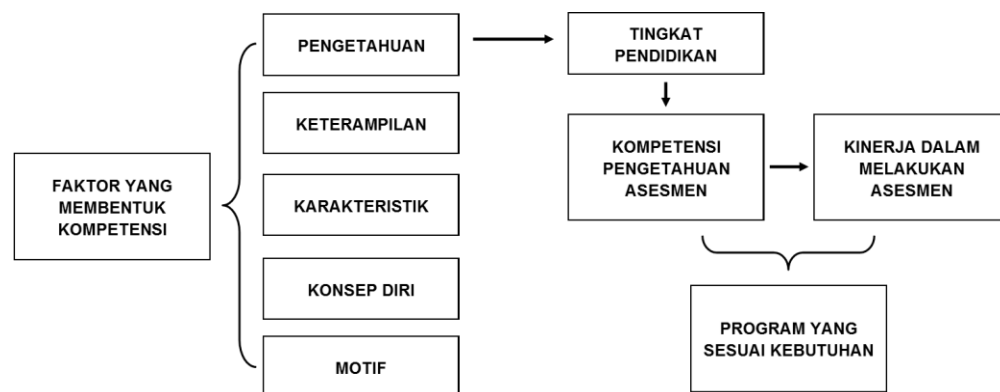 FAKTOR YANG
MEMBENTUK
KOMPETENSI
PENGETAHUAN
KETERAMPILAN
KARAKTERISTIK
KONSEP DIRI
MOTIF
TINGKAT
PENDIDIKAN
KOMPETENSI
PENGETAHUAN
ASESMEN
KINERJA DALAM
MELAKUKAN
ASESMEN
PROGRAM YANG
SESUAI KEBUTUHAN